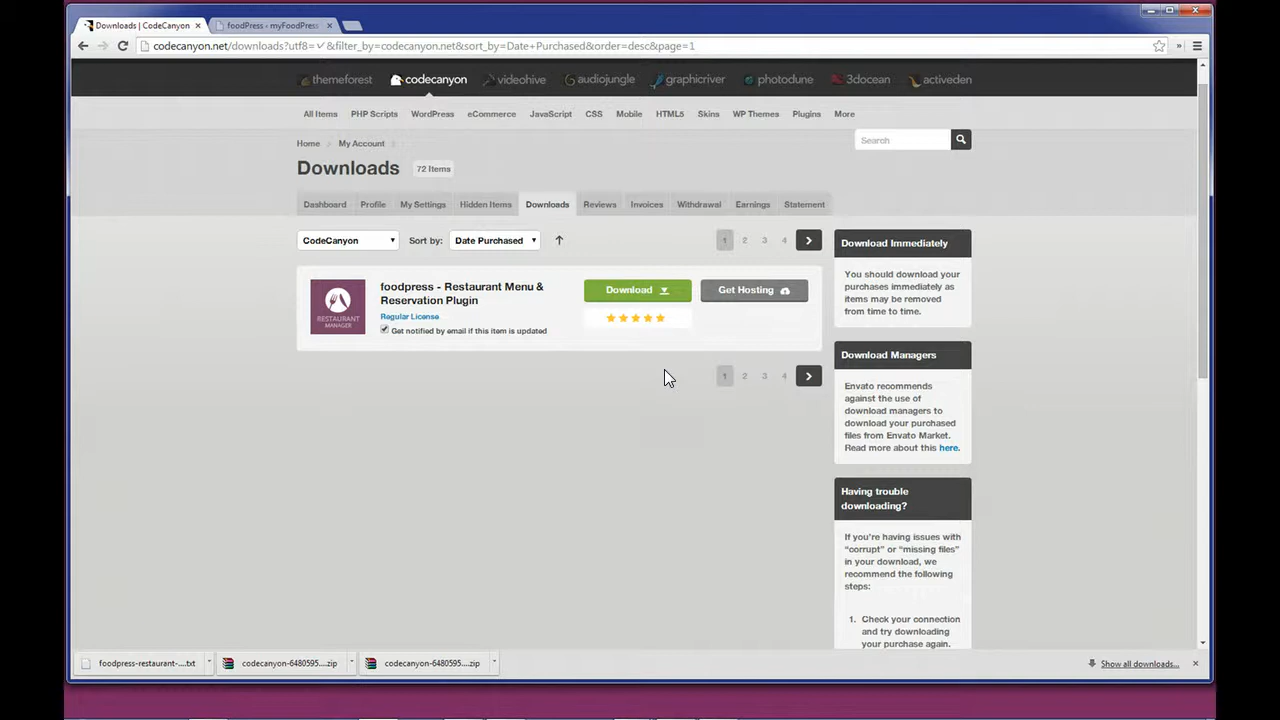 Downloads | CodeCanyon
foodPress ‹ myFoodPress
codecanyon.net/downloads?utf8=✓&filter_by=codecanyon.net&sort_by=Date+Purchased&order=desc&page=1
themeforest codecanyon videohive audiojungle graphicriver photodune 3docean activeden
All Items PHP Scripts WordPress eCommerce JavaScript CSS Mobile HTML5 Skins WP Themes Plugins More
Home My Account
Search
Downloads 72 Items
Dashboard Profile My Settings Hidden Items Downloads Reviews Invoices Withdrawal Earnings Statement
CodeCanyon Sort by: Date Purchased 1 2 3 4
RESTAURANT
MANAGER
foodpress - Restaurant Menu &
Reservation Plugin
Regular License
Get notified by email if this item is updated
Download
Get Hosting
1 2 3 4
Download Immediately
You should download your
purchases immediately as
items may be removed
from time to time.
Download Managers
Envato recommends
against the use of
download managers to
download your purchased
files from Envato Market.
Read more about this here.
Having trouble
downloading?
If you're having issues with
“corrupt” or “missing files”
in your download, we
recommend the following
steps:
1. Check your connection
and try downloading
your purchase again.
foodpress-restaurant-....txt codecanyon-6480595....zip codecanyon-6480595....zip Show all downloads...